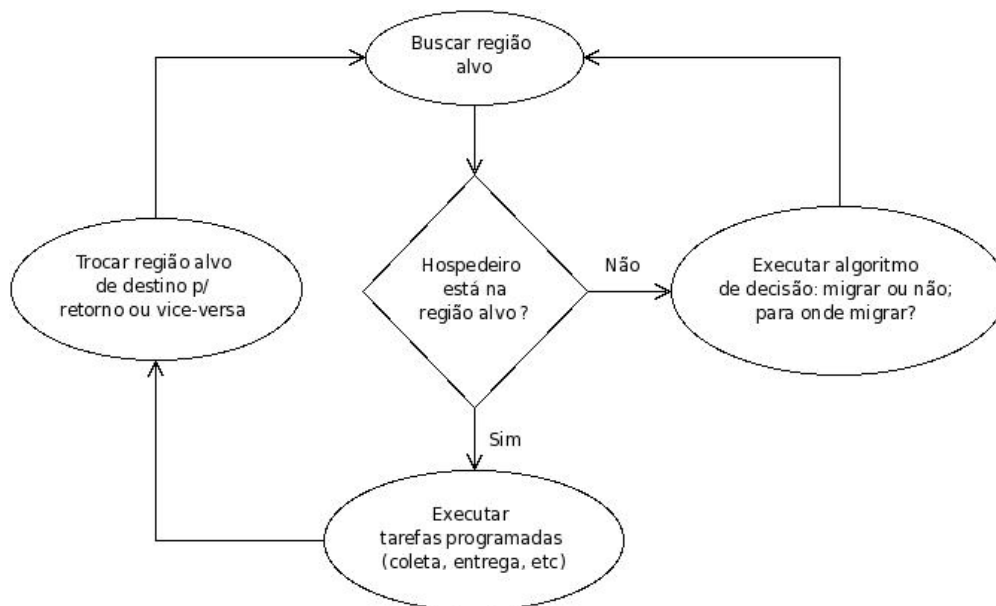 Buscar região
alvo
Trocar região alvo
de destino p/
retorno ou vice-versa
Hospedeiro
está na
região alvo ?
Não
Executar algoritmo
de decisão: migrar ou não;
para onde migrar?
Sim
Executar
tarefas programadas
(coleta, entrega, etc)